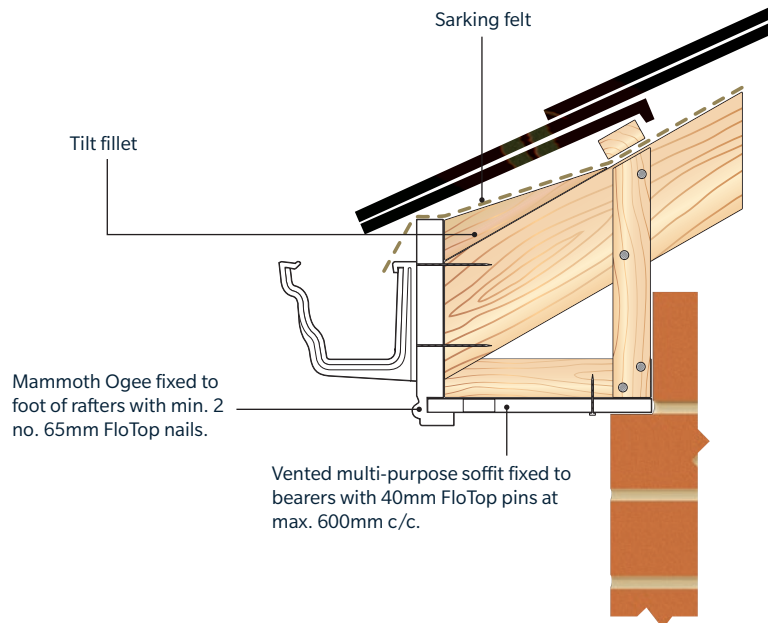 Sarking felt
Tilt fillet
Mammoth Ogee fixed to
foot of rafters with min. 2
no. 65mm FloTop nails.
Vented multi-purpose soffit fixed to
bearers with 40mm FloTop pins at
max. 600mm c/c.